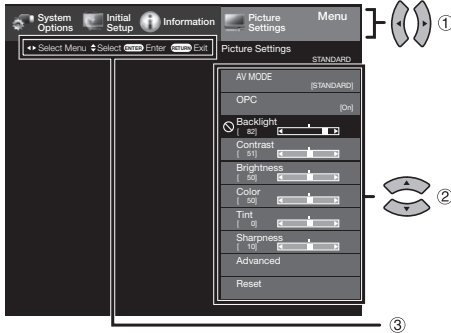 System Options
Initial Setup
Information
Picture Settings
Menu
①
◄► Select Menu ◆Select ENTER Enter RETURN Exit
Picture Settings
STANDARD
AV MODE
[STANDARD]
OPC
[On]
Backlight
[ 82]
Contrast
[ 51]
Brightness
[ 50]
Color
[ 50]
Tint
[ 0]
Sharpness
[ 10]
Advanced
Reset
②
③